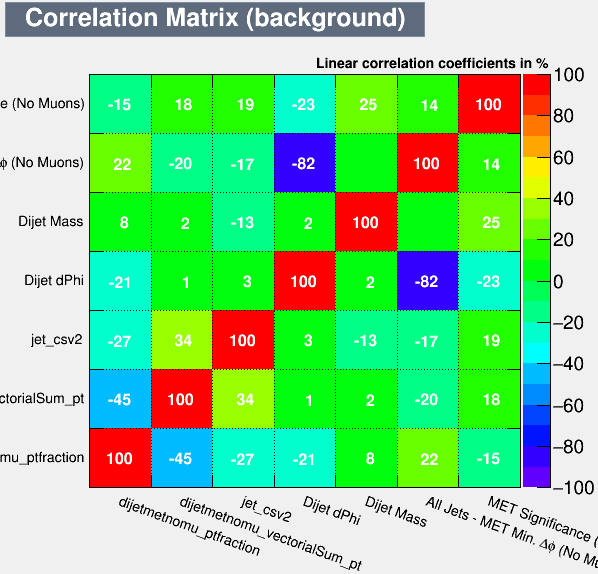 Correlation Matrix (background)
Linear correlation coefficients in %
e (No Muons) -15 18 19 -23 25 14 100
ϕ (No Muons) 22 -20 -17 -82 100 14
Dijet Mass 8 2 -13 2 100 25
Dijet dPhi -21 1 3 100 2 -82 -23
jet_csv2 -27 34 100 3 -13 -17 19
ctorialSum_pt -45 100 34 1 2 -20 18
mu_ptfraction 100 -45 -27 -21 8 22 -15
100
80
60
40
20
0
−20
−40
−60
−80
−100
dijetmetnomu_ptfraction
dijetmetnomu_vectorialSum_pt
jet_csv2
Dijet dPhi
Dijet Mass
All Jets - MET Min. Δϕ (No Mu
MET Significance (